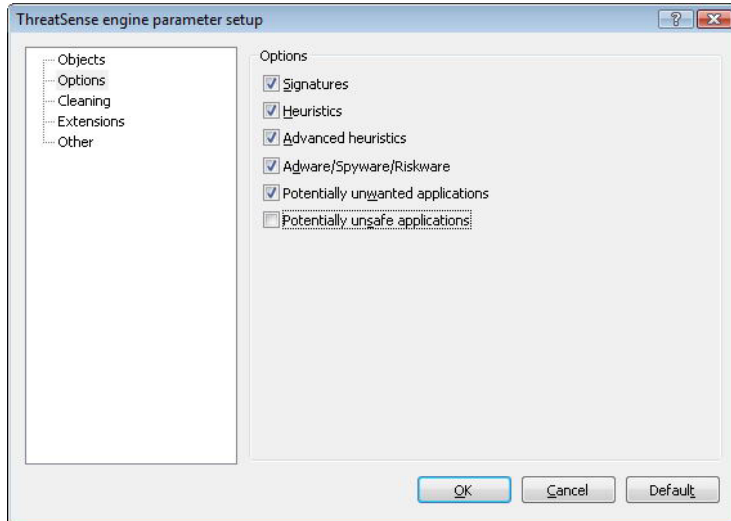 ThreatSense engine parameter setup
Objects
Options
Cleaning
Extensions
Other
Options
Signatures
Heuristics
Advanced heuristics
Adware/Spyware/Riskware
Potentially unwanted applications
Potentially unsafe applications
OK
Cancel
Default